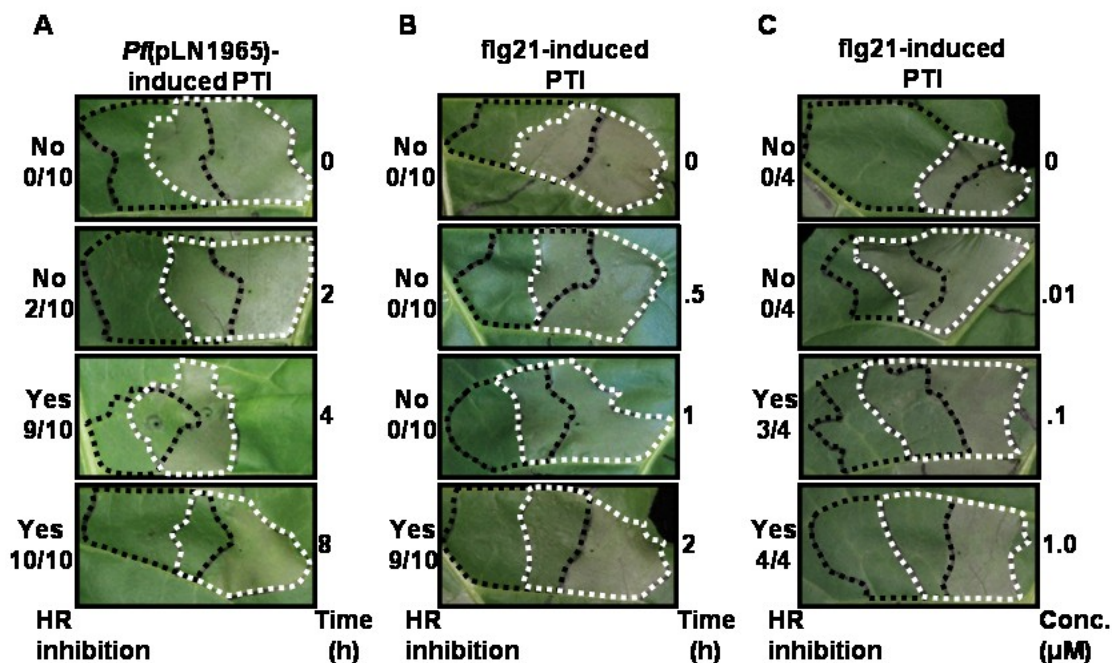 A
Pf(pLN1965)-
induced PTI
No
0/10
0
No
2/10
2
Yes
9/10
4
Yes
10/10
8
HR
inhibition
Time
(h)
B
flg21-induced
PTI
No
0/10
0
No
0/10
.5
No
0/10
1
Yes
9/10
2
HR
inhibition
Time
(h)
C
flg21-induced
PTI
No
0/4
0
No
0/4
.01
Yes
3/4
.1
Yes
4/4
1.0
HR
inhibition
Conc.
(µM)